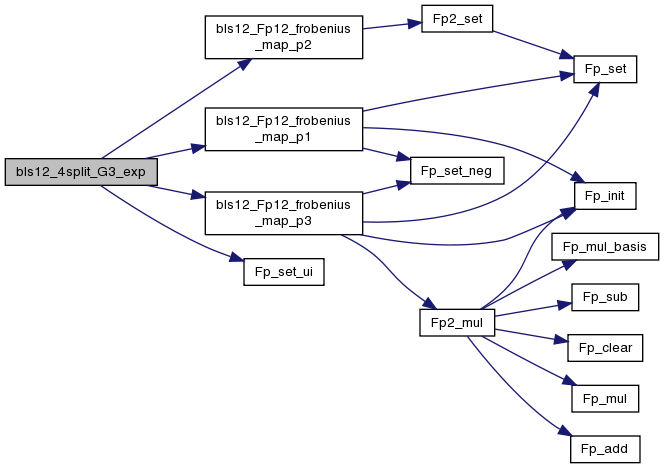 bls12_4split_G3_exp
bls12_Fp12_frobenius
_map_p2
Fp2_set
Fp_set
bls12_Fp12_frobenius
_map_p1
Fp_set_neg
Fp_init
bls12_Fp12_frobenius
_map_p3
Fp_set_ui
Fp2_mul
Fp_mul_basis
Fp_sub
Fp_clear
Fp_mul
Fp_add